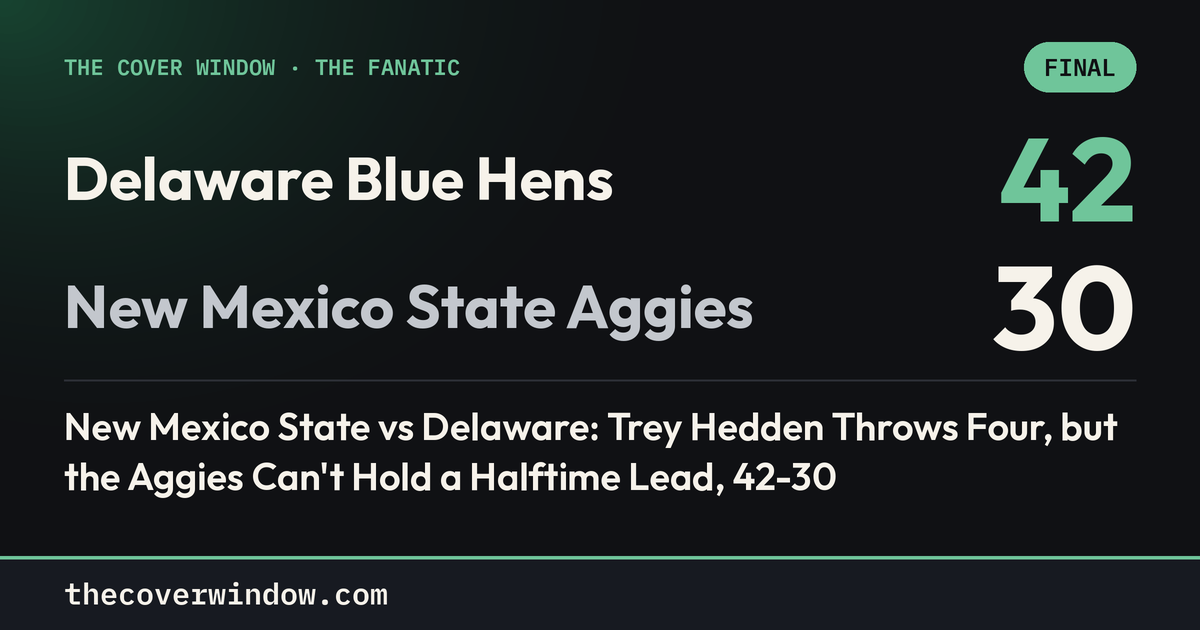 THE COVER WINDOW · THE FANATIC
FINAL
Delaware Blue Hens
42
New Mexico State Aggies
30
New Mexico State vs Delaware: Trey Hedden Throws Four, but
the Aggies Can't Hold a Halftime Lead, 42-30
thecoverwindow.com